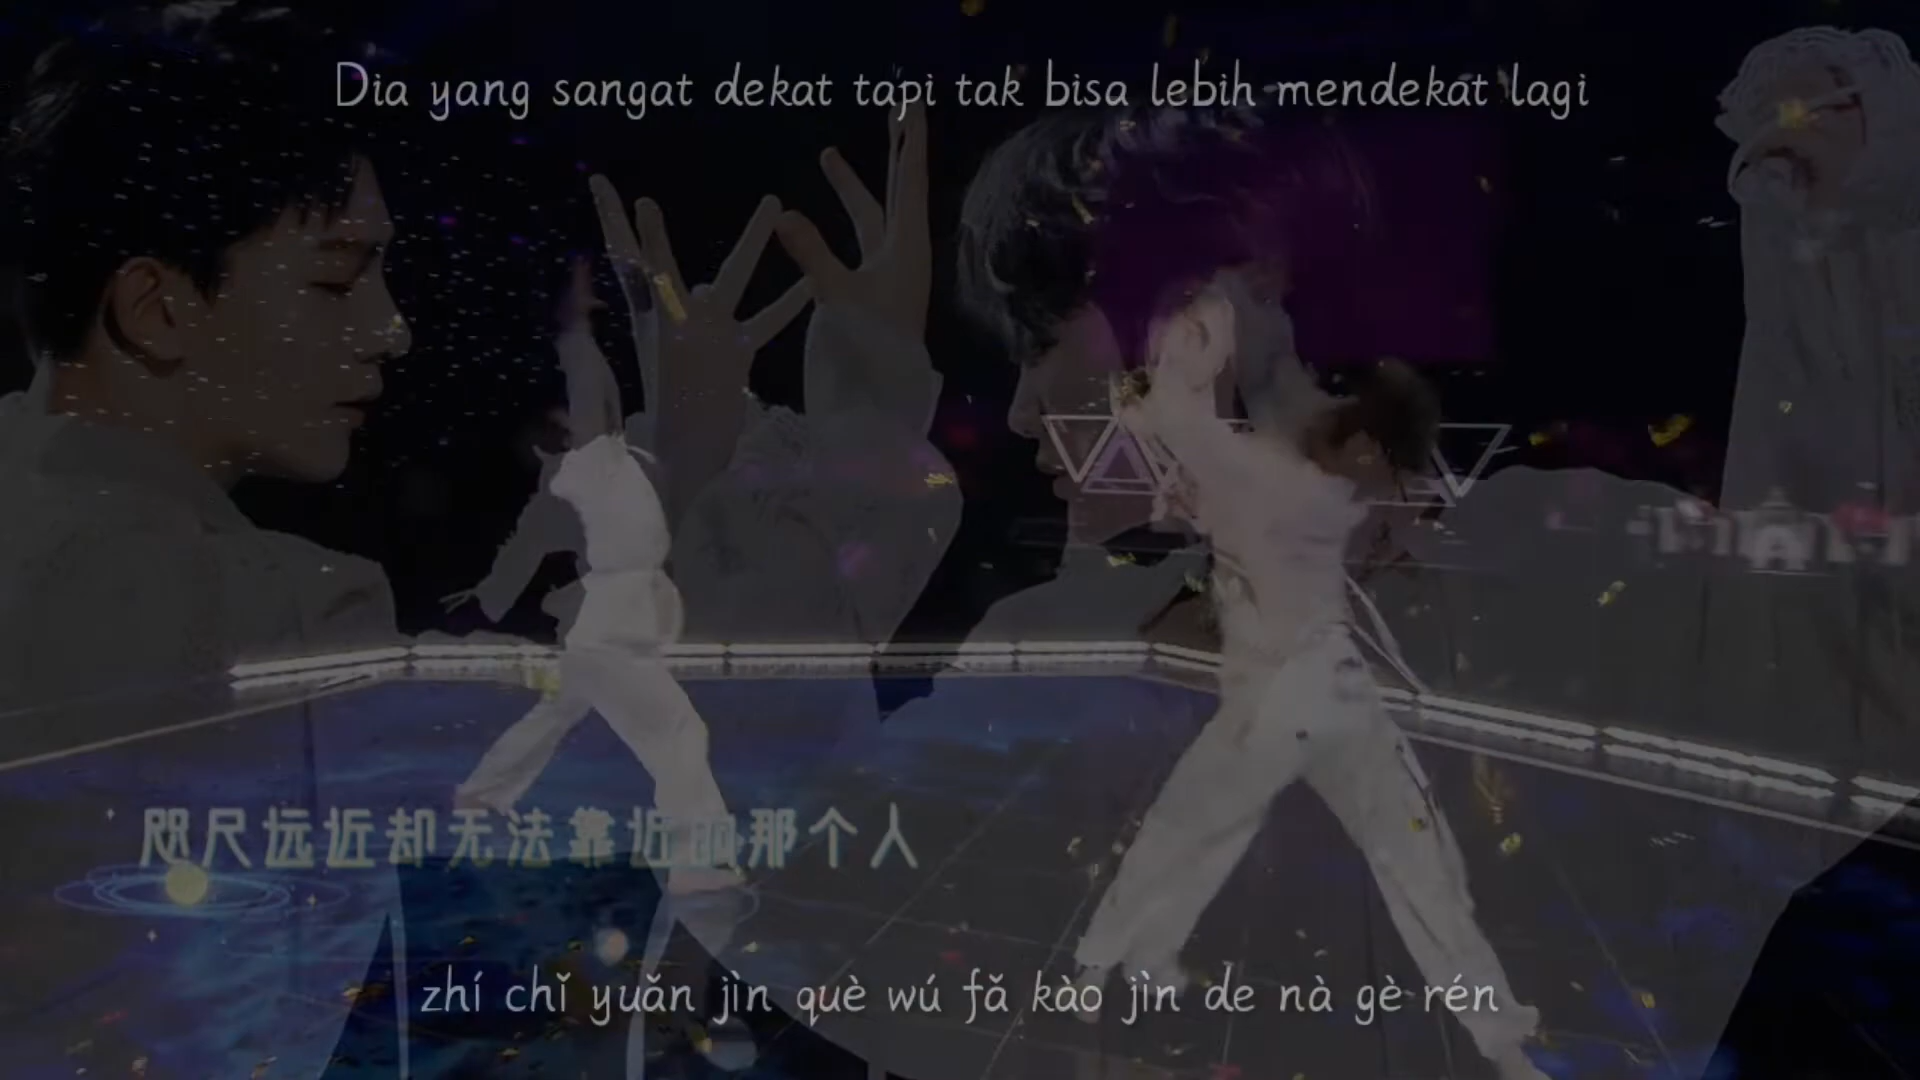 Dia yang sangat dekat tapi tak bisa lebih mendekat lagi
咫尺远近却无法靠近的那个人
zhí chǐ yuǎn jìn què wú fǎ kào jìn de nà gè rén